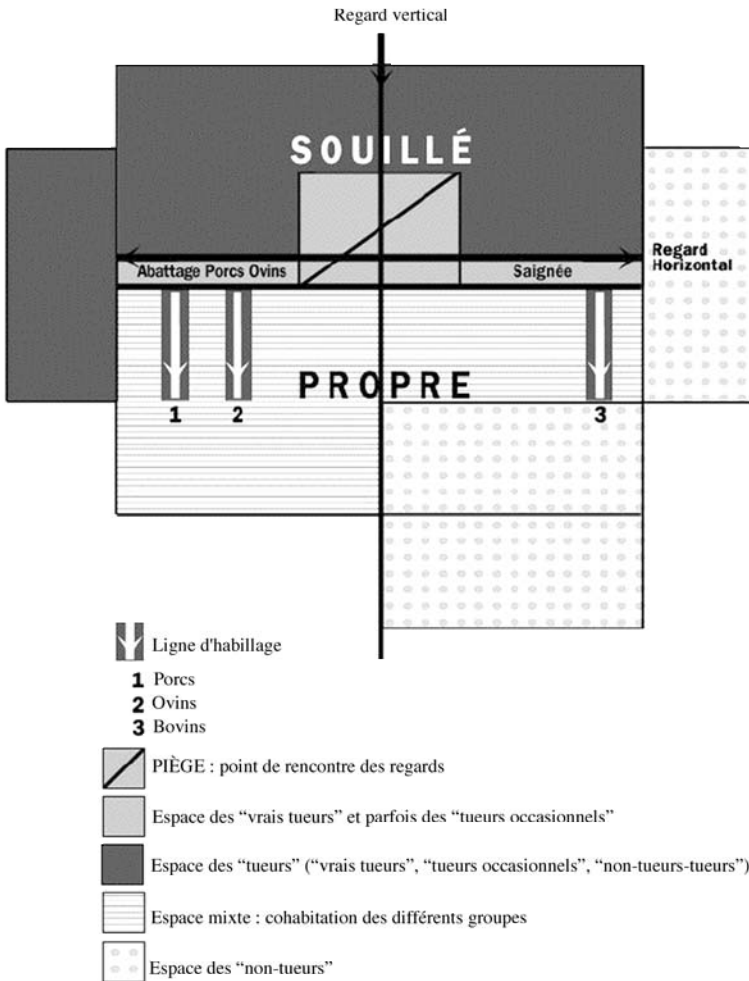 Regard vertical
SOUILLÉ
Abattage Porcs Ovins
Saignée
Regard
Horizontal
PROPRE
1
2
3
Ligne d'habillage
1 Porcs
2 Ovins
3 Bovins
PIÈGE : point de rencontre des regards
Espace des “vrais tueurs” et parfois des “tueurs occasionnels”
Espace des “tueurs” (“vrais tueurs”, “tueurs occasionnels”, “non-tueurs-tueurs”)
Espace mixte : cohabitation des différents groupes
Espace des “non-tueurs”